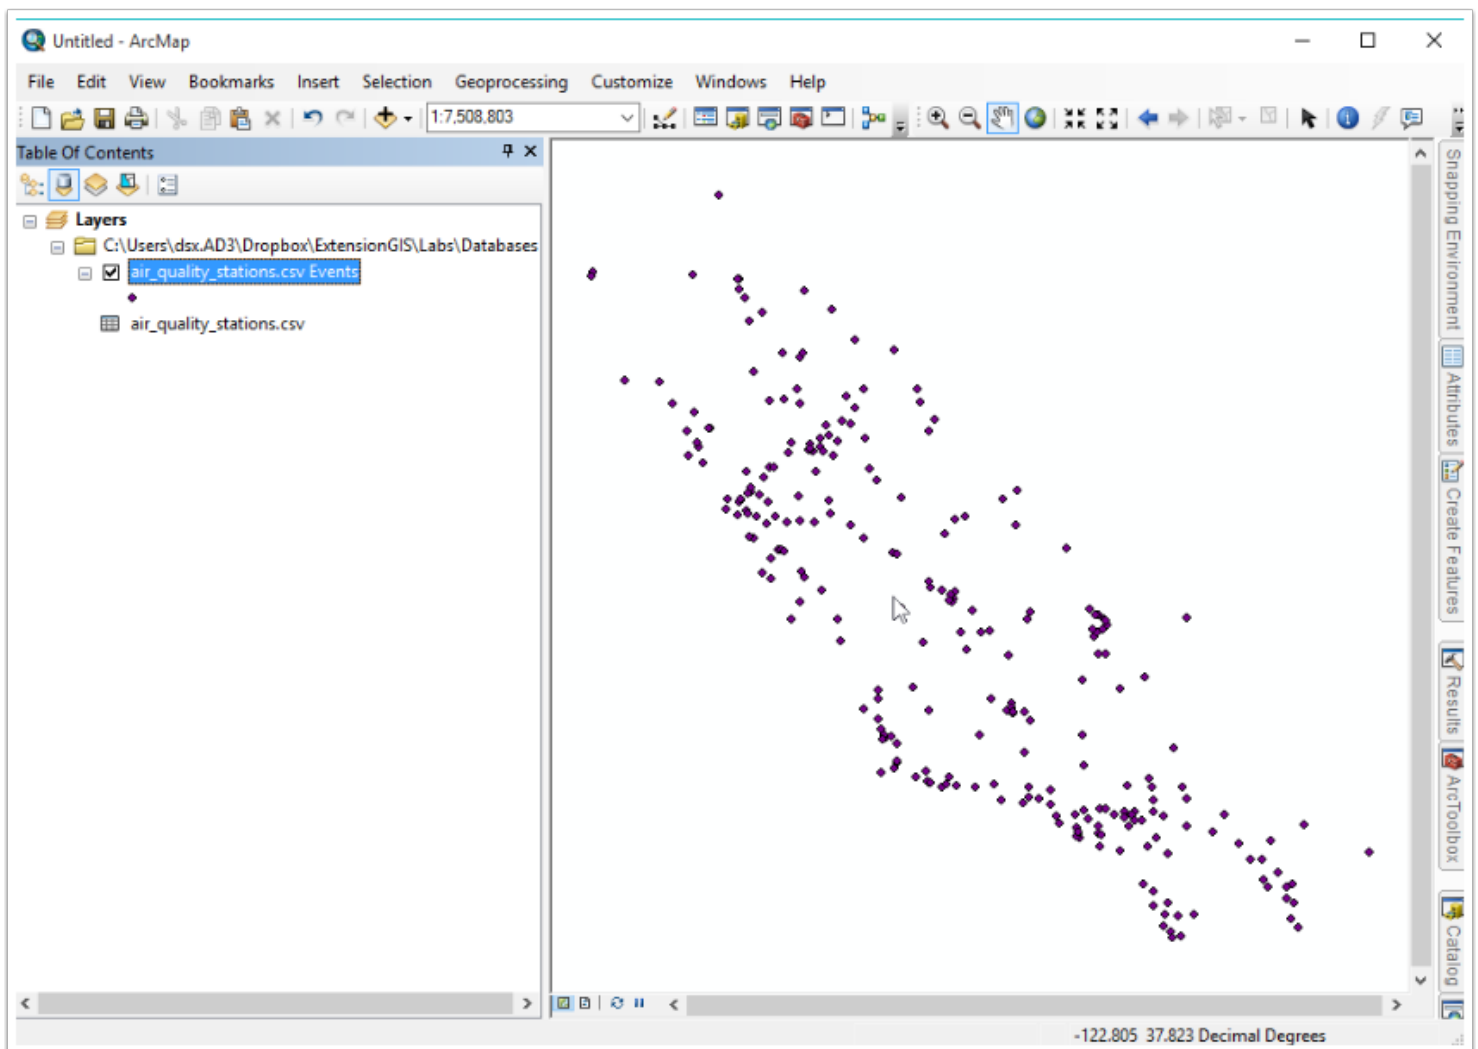 Untitled - ArcMap
File Edit View Bookmarks Insert Selection Geoprocessing Customize Windows Help
1:7,508,803
Table Of Contents
Layers
C:\Users\dsx.AD3\Dropbox\ExtensionGIS\Labs\Databases
air_quality_stations.csv Events
air_quality_stations.csv
Snapping Environment
Attributes
Create Features
Results
ArcToolbox
Catalog
-122.805 37.823 Decimal Degrees